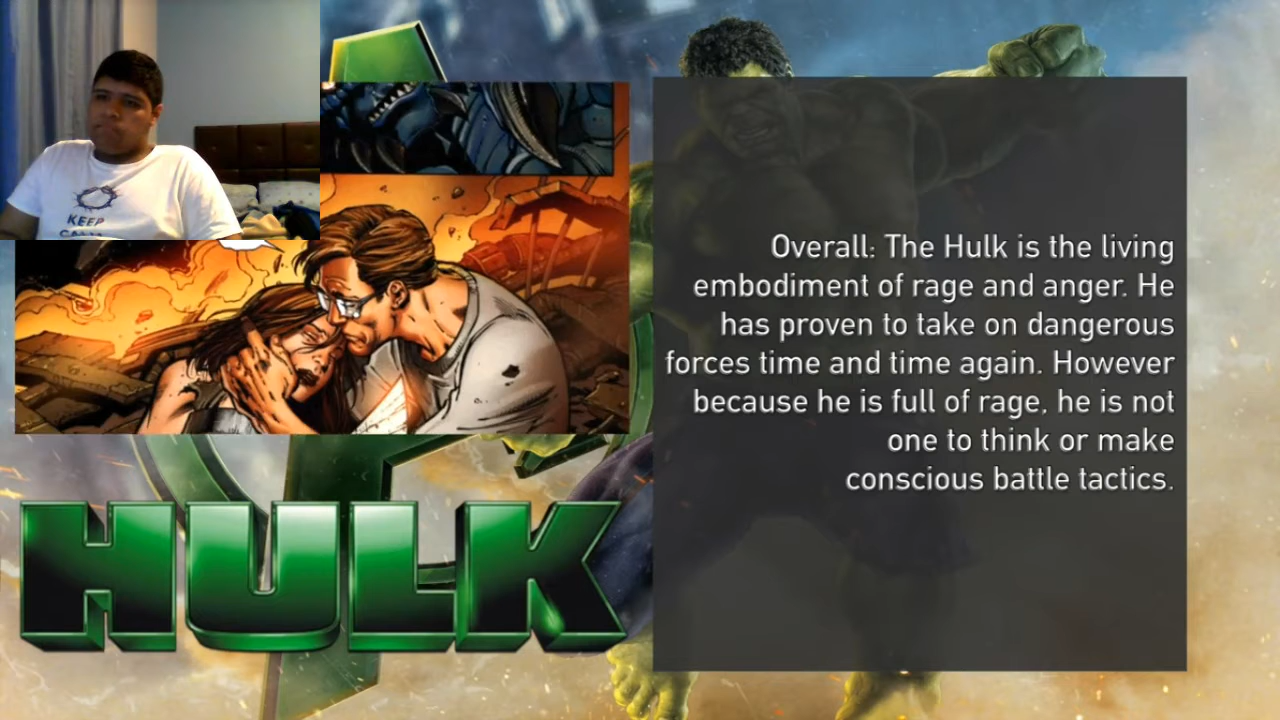 KEEP
CALM
Overall: The Hulk is the living
embodiment of rage and anger. He
has proven to take on dangerous
forces time and time again. However
because he is full of rage, he is not
one to think or make
conscious battle tactics.
HULK